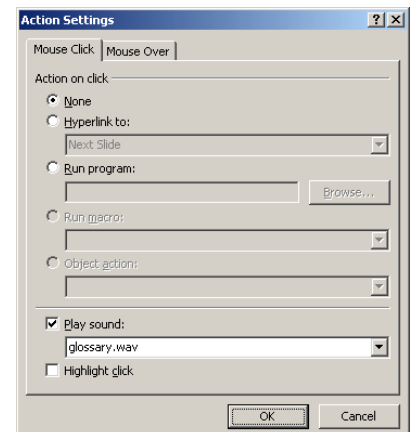 Action Settings
Mouse Click Mouse Over
Action on click
None
Hyperlink to:
Next Slide
Run program:
Browse...
Run macro:
Object action:
Play sound:
glossary.wav
Highlight click
OK Cancel